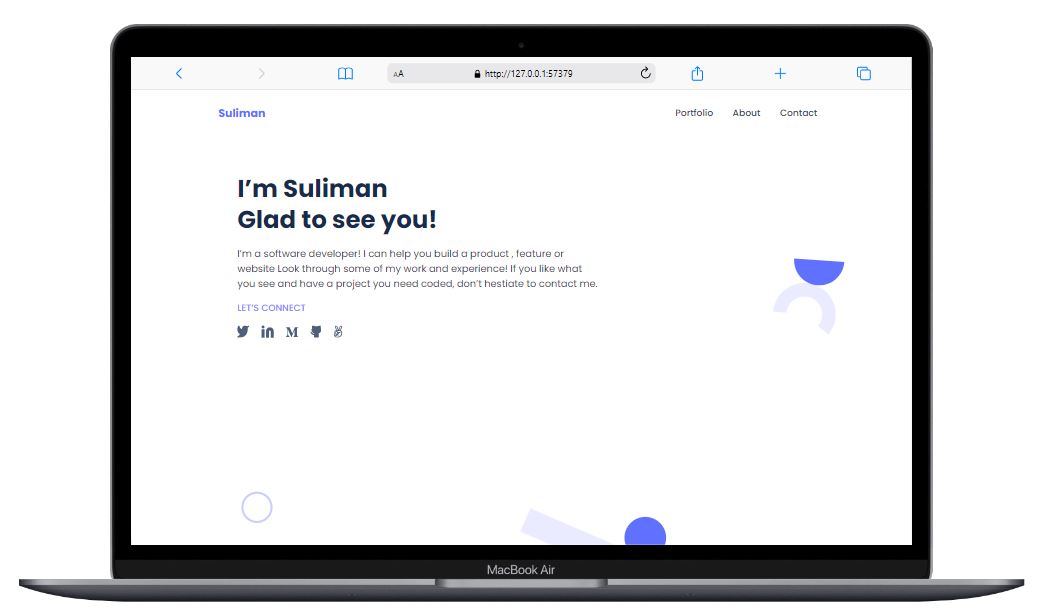 AA http://127.0.0.1:57379
Suliman Portfolio About Contact
I'm Suliman
Glad to see you!
I'm a software developer! I can help you build a product , feature or
website Look through some of my work and experience! If you like what
you see and have a project you need coded, don't hestiate to contact me.
LET'S CONNECT
in M
MacBook Air